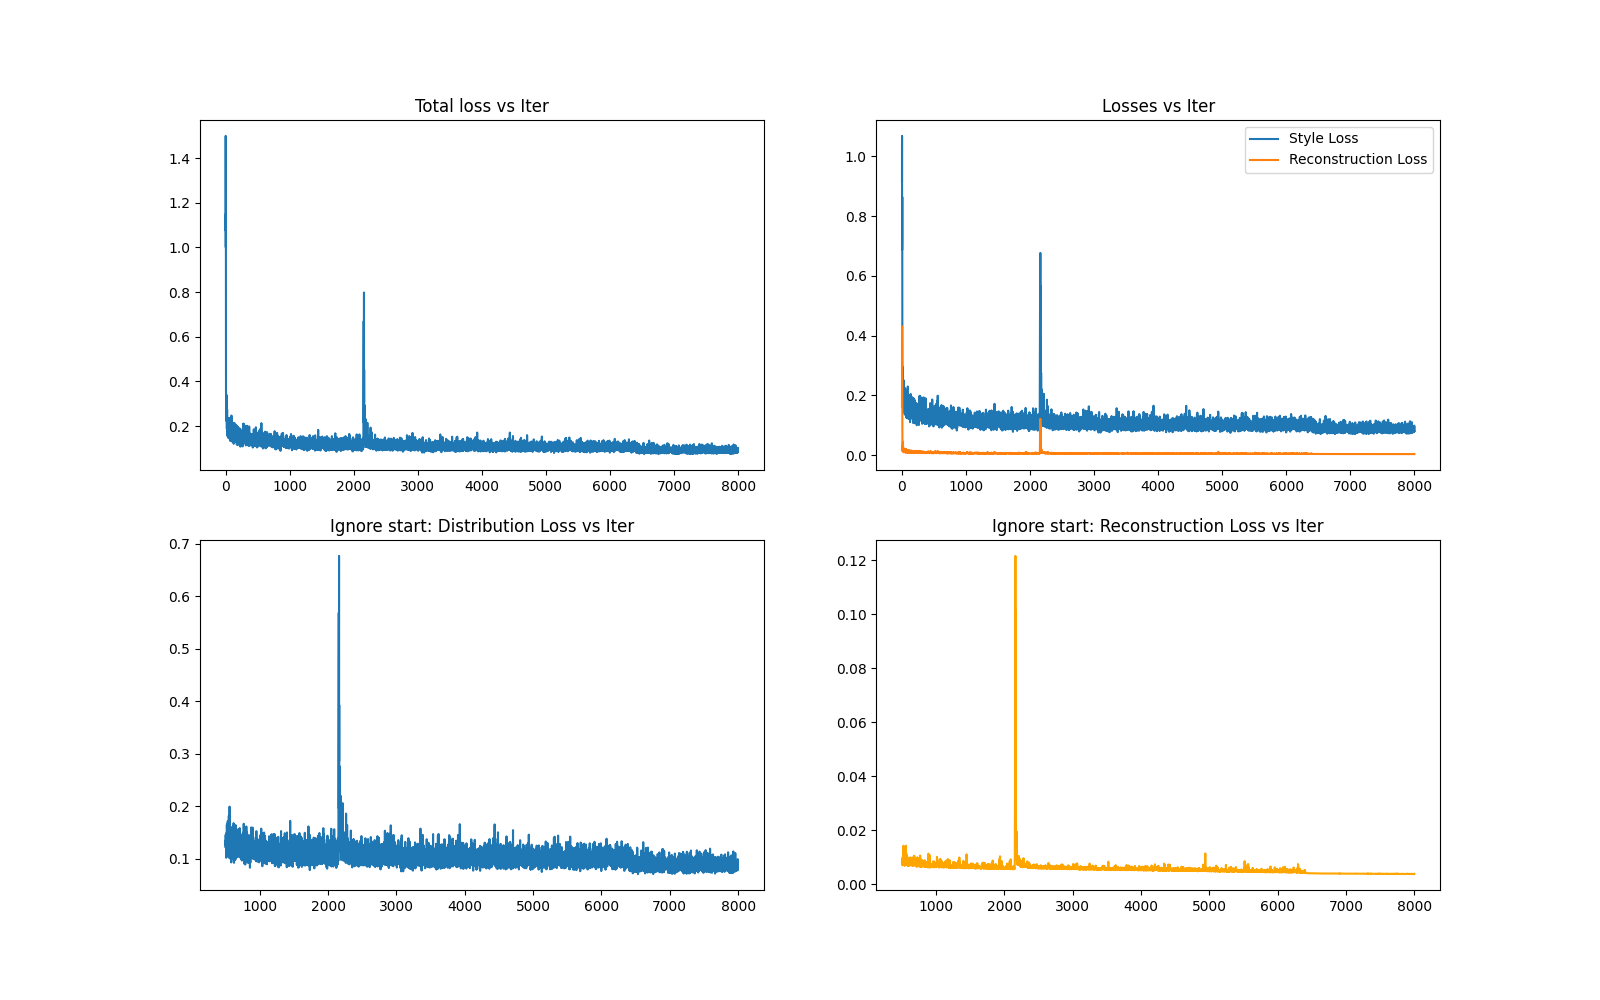 Total loss vs Iter
1.4
1.2
1.0
0.8
0.6
0.4
0.2
0 1000 2000 3000 4000 5000 6000 7000 8000
Losses vs Iter
Style Loss
Reconstruction Loss
1.0
0.8
0.6
0.4
0.2
0.0
0 1000 2000 3000 4000 5000 6000 7000 8000
Ignore start: Distribution Loss vs Iter
0.7
0.6
0.5
0.4
0.3
0.2
0.1
1000 2000 3000 4000 5000 6000 7000 8000
Ignore start: Reconstruction Loss vs Iter
0.12
0.10
0.08
0.06
0.04
0.02
0.00
1000 2000 3000 4000 5000 6000 7000 8000